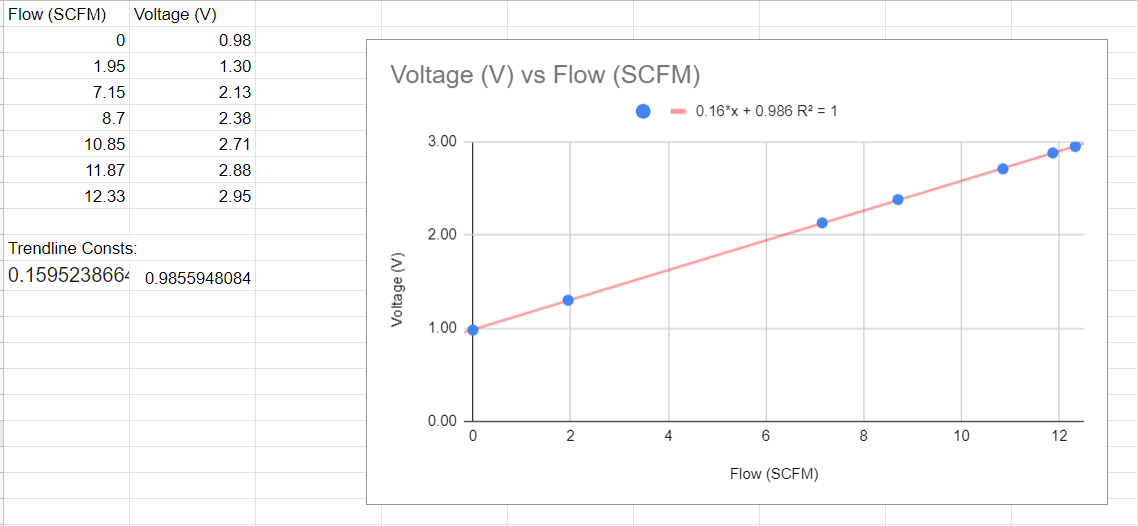 Flow (SCFM) Voltage (V)
0 0.98
1.95 1.30
7.15 2.13
8.7 2.38
10.85 2.71
11.87 2.88
12.33 2.95
Trendline Consts:
0.1595238664 0.9855948084
Voltage (V) vs Flow (SCFM)
0.16*x + 0.986 R² = 1
3.00
2.00
1.00
0.00
Voltage (V)
0 2 4 6 8 10 12
Flow (SCFM)